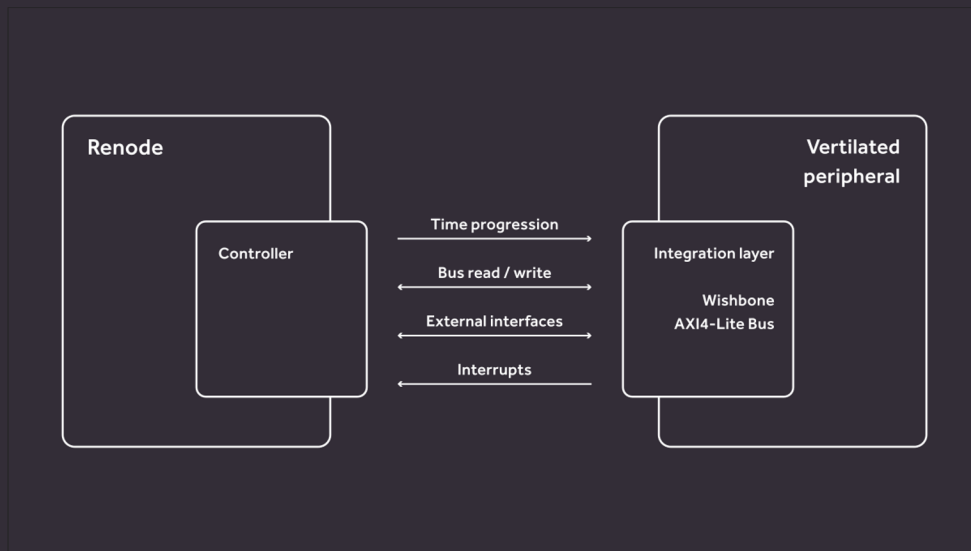 Renode
Vertilated
peripheral
Time progression
Controller
Integration layer
Bus read / write
Wishbone
External interfaces
AXI4-Lite Bus
Interrupts